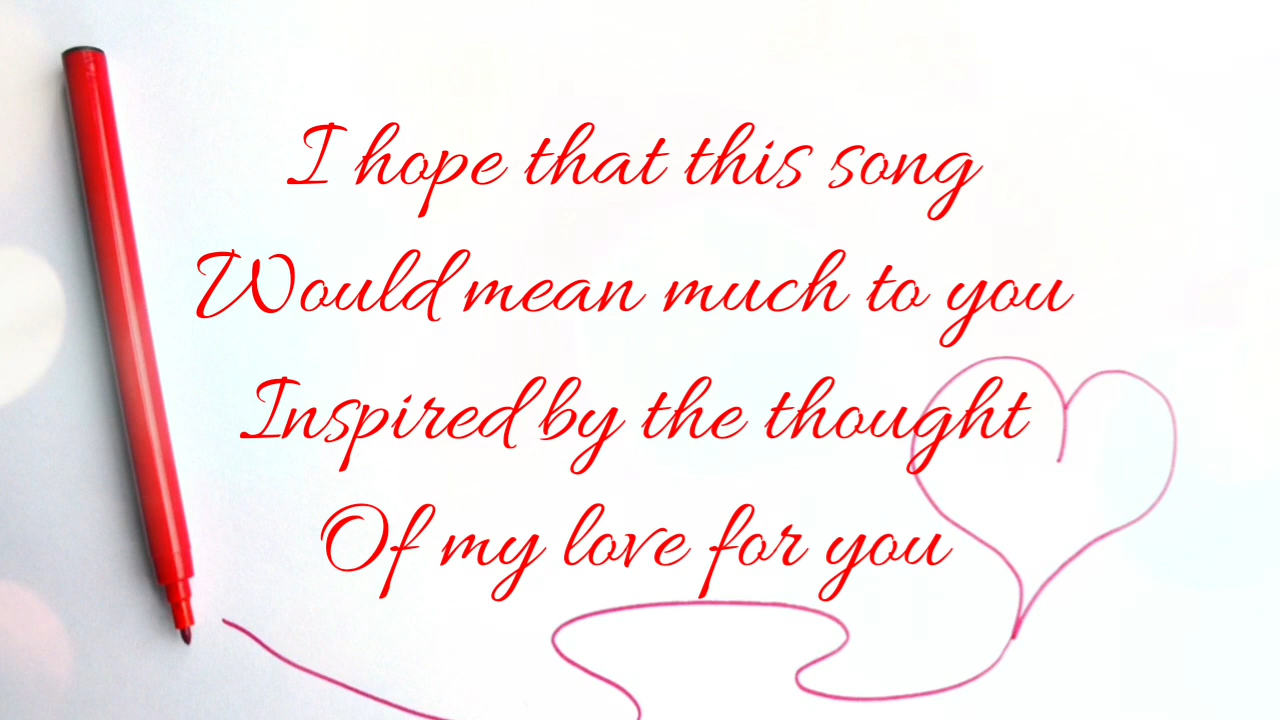 I hope that this song
Would mean much to you
Inspired by the thought
Of my love for you